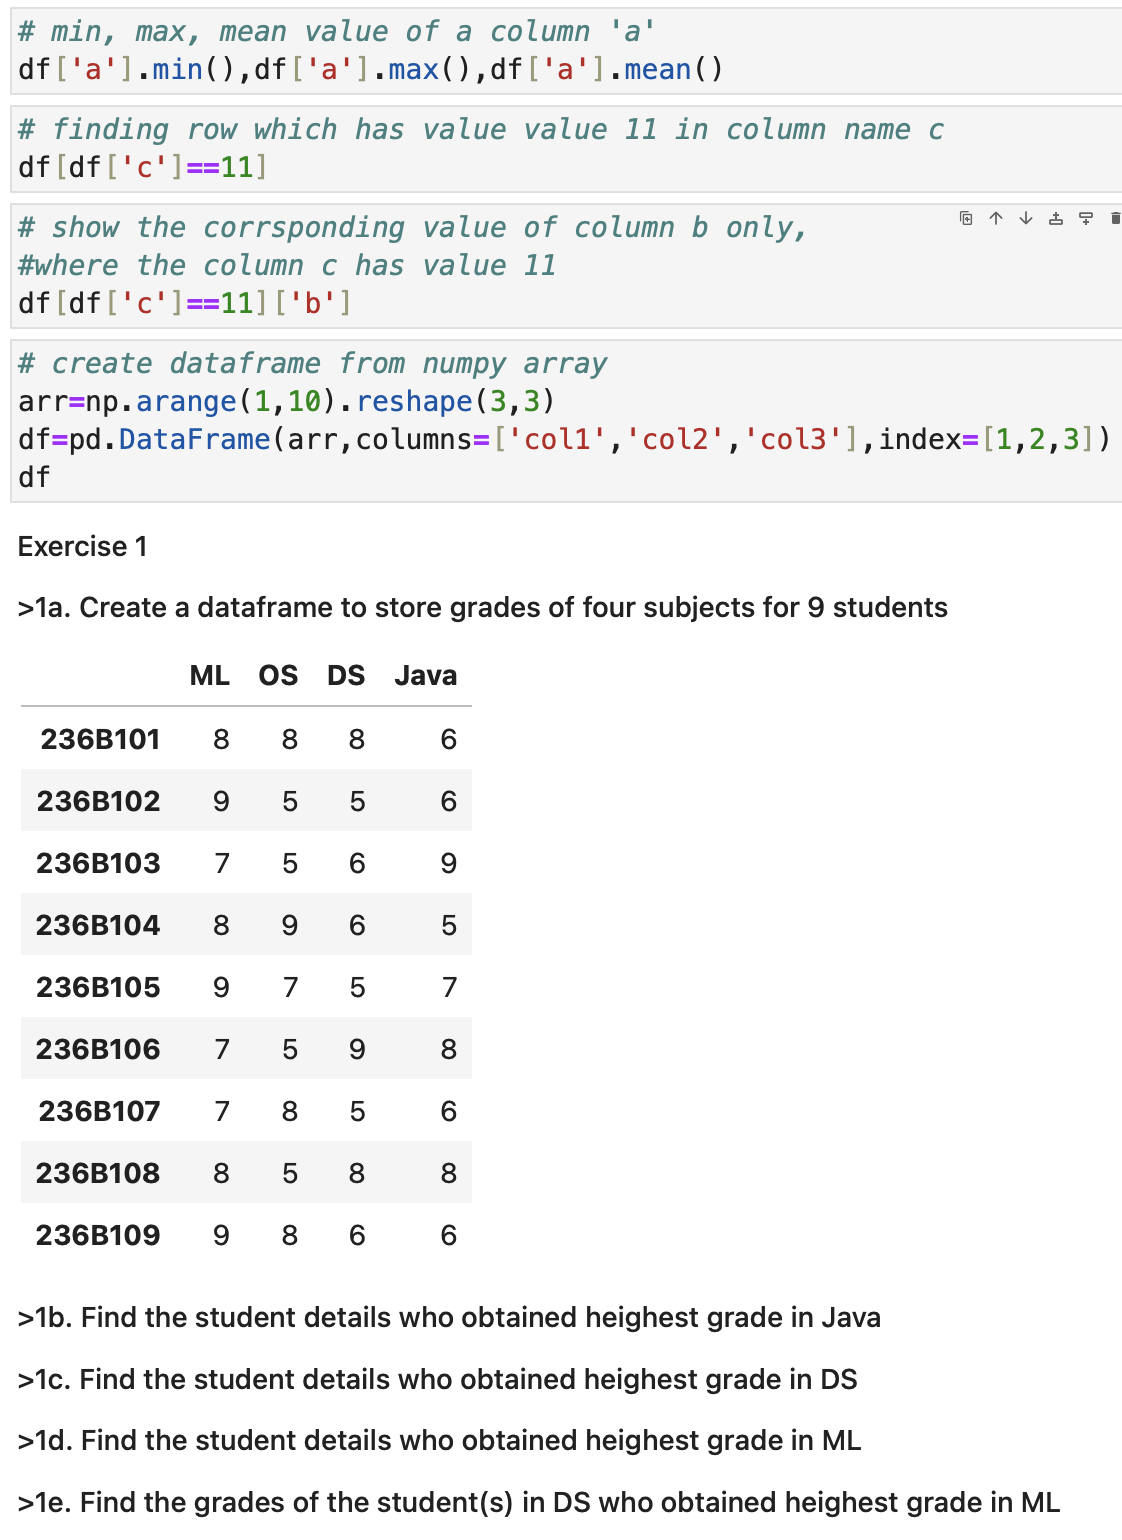 # min, max, mean value of a column 'a'
df['a'].min(),df['a'].max(),df['a'].mean()
# finding row which has value value 11 in column name c
df[df['c']==11]
# show the corrsponding value of column b only,
#where the column c has value 11
df[df['c']==11]['b']
# create dataframe from numpy array
arr=np.arange(1,10).reshape(3,3)
df=pd.DataFrame(arr,columns=['col1','col2','col3'],index=[1,2,3])
df
Exercise 1
>1a. Create a dataframe to store grades of four subjects for 9 students
ML OS DS Java
236B101 8 8 8 6
236B102 9 5 5 6
236B103 7 5 6 9
236B104 8 9 6 5
236B105 9 7 5 7
236B106 7 5 9 8
236B107 7 8 5 6
236B108 8 5 8 8
236B109 9 8 6 6
>1b. Find the student details who obtained heighest grade in Java
>1c. Find the student details who obtained heighest grade in DS
>1d. Find the student details who obtained heighest grade in ML
>1e. Find the grades of the student(s) in DS who obtained heighest grade in ML